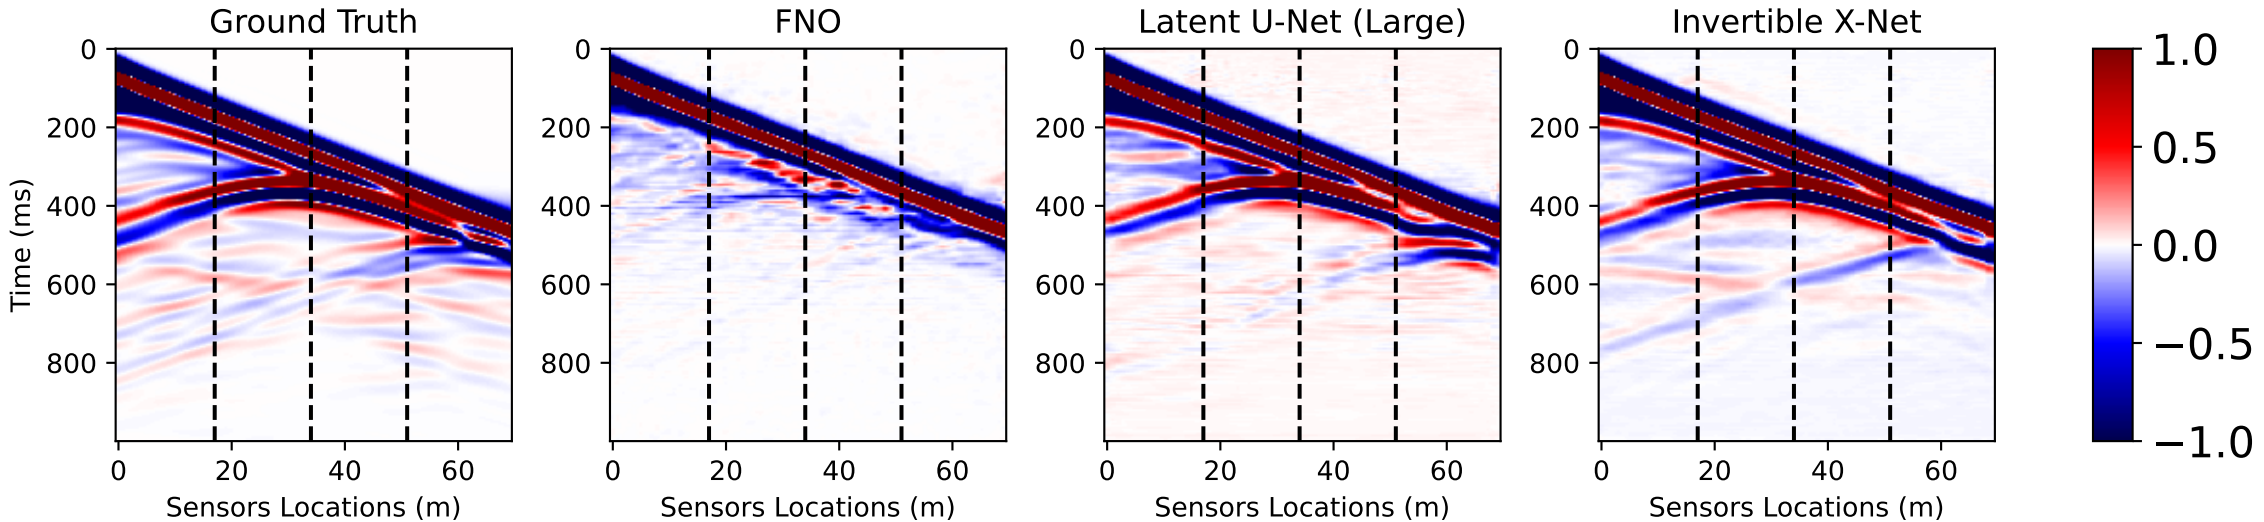 Ground Truth
FNO
Latent U-Net (Large)
Invertible X-Net
0
200
400
600
800
Time (ms)
0 20 40 60
Sensors Locations (m)
0
200
400
600
800
0 20 40 60
Sensors Locations (m)
0
200
400
600
800
0 20 40 60
Sensors Locations (m)
0
200
400
600
800
0 20 40 60
Sensors Locations (m)
1.0
0.5
0.0
−0.5
−1.0